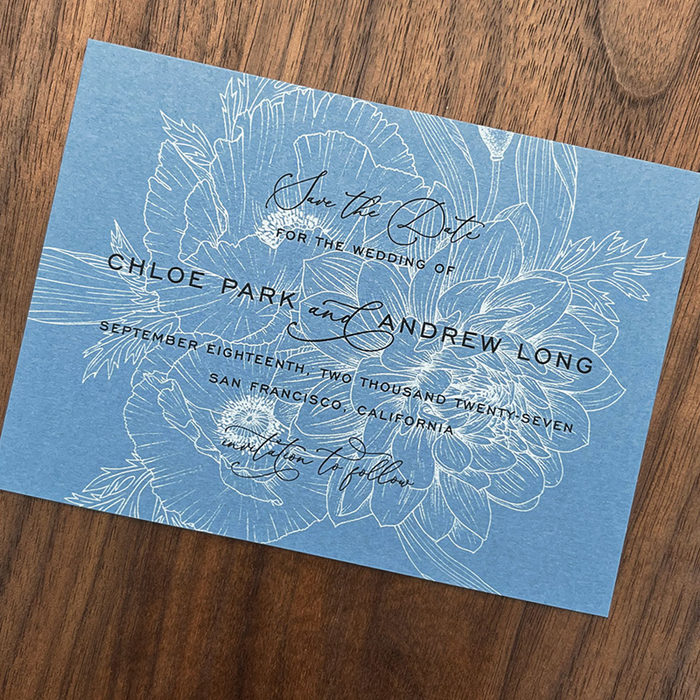 Save the Date
FOR THE WEDDING OF
CHLOE PARK and ANDREW LONG
SEPTEMBER EIGHTEENTH, TWO THOUSAND TWENTY-SEVEN
SAN FRANCISCO, CALIFORNIA
invitation to follow